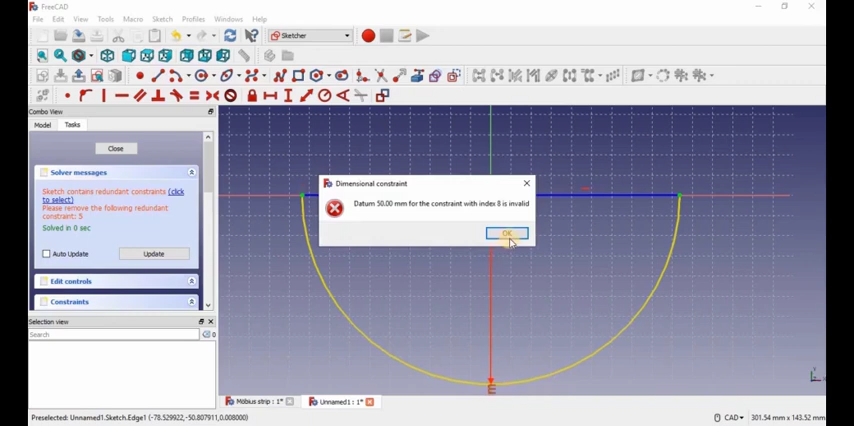 FreeCAD
File Edit View Tools Macro Sketch Profiles Windows Help
Sketcher
Combo View
Model Tasks
Close
Solver messages
Sketch contains redundant constraints (click to select)
Please remove the following redundant constraint: 5
Solved in 0 sec
Auto Update Update
Edit controls
Constraints
Selection view
Search 0
Dimensional constraint
Datum 50.00 mm for the constraint with index 8 is invalid
OK
Möbius strip : 1* Unnamed1 : 1*
Preselected: Unnamed1.Sketch.Edge1 (-78.529922,-50.807911,0.008000) CAD 301.54 mm x 143.52 mm